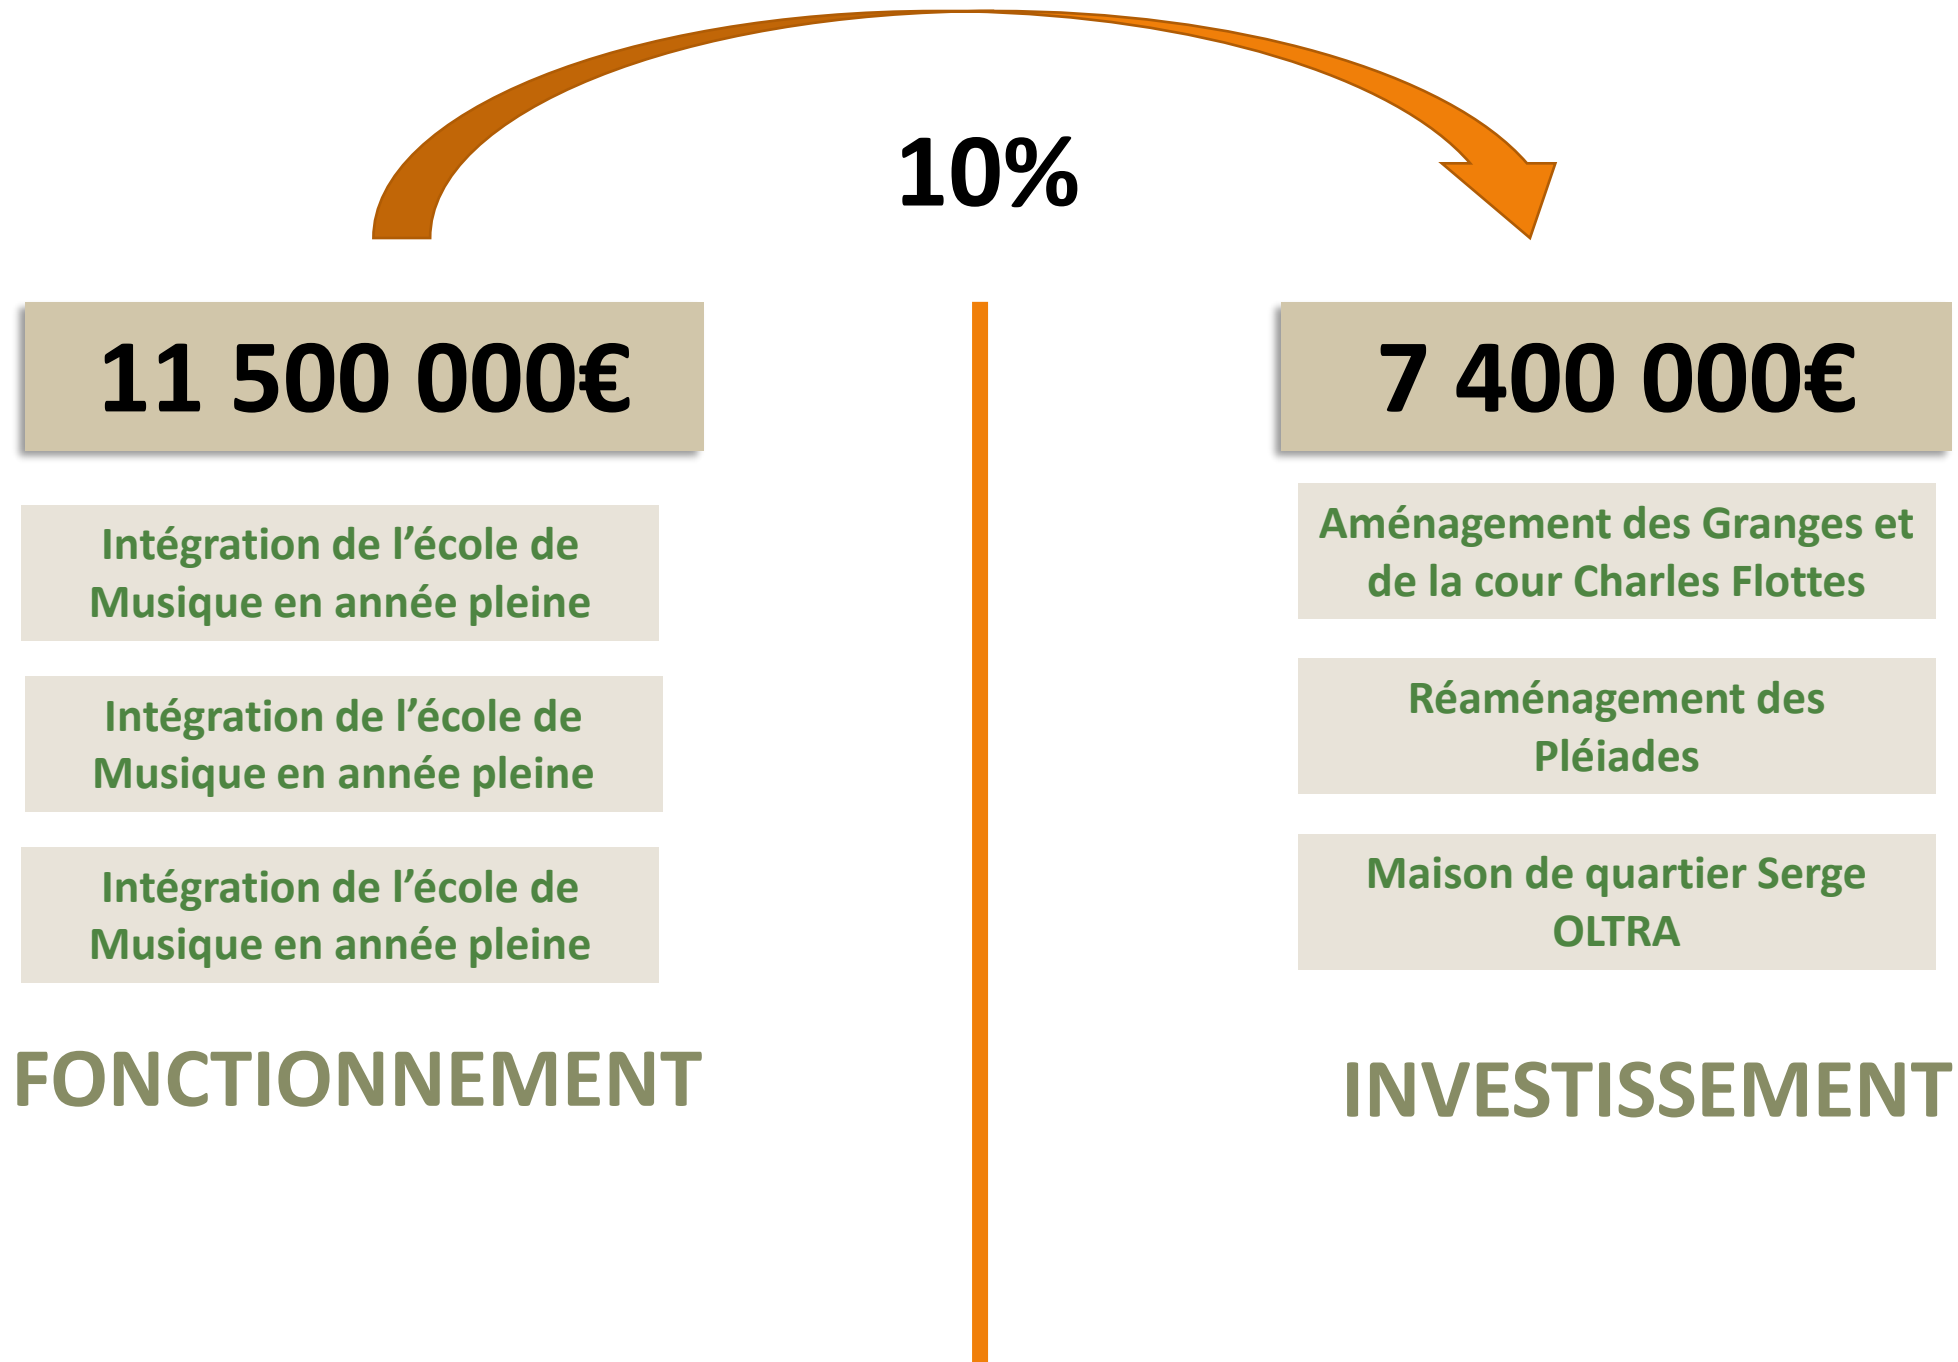 10%
11 500 000€
Intégration de l’école de
Musique en année pleine
Intégration de l’école de
Musique en année pleine
Intégration de l’école de
Musique en année pleine
FONCTIONNEMENT
7 400 000€
Aménagement des Granges et
de la cour Charles Flottes
Réaménagement des
Pléiades
Maison de quartier Serge
OLTRA
INVESTISSEMENT